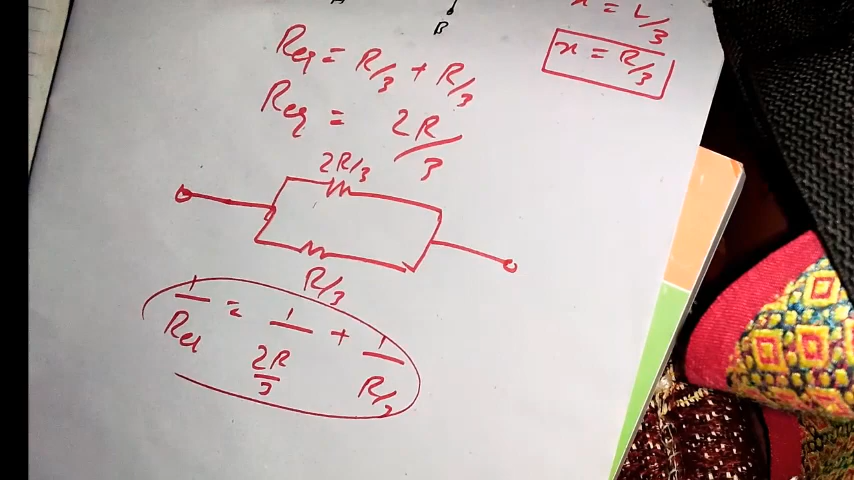 B
x = L/3
x = R/3
Req = R/3 + R/3
Req = 2R/3
2R/3
R/3
1/Req = 1/(2R/3) + 1/(R/3)